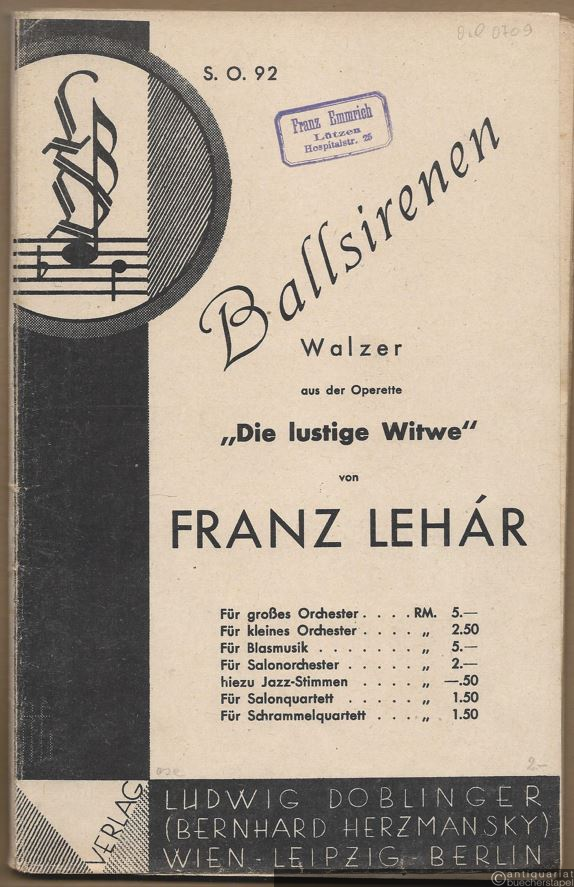 S. O. 92
Franz Emmrich
Lützen
Hospitalstr. 25
Ballsirenen
Walzer
aus der Operette
„Die lustige Witwe“
von
FRANZ LEHÁR
Für großes Orchester . . . . RM. 5.—
Für kleines Orchester . . . . „ 2.50
Für Blasmusik . . . . . . . „ 5.—
Für Salonorchester . . . . . „ 2.—
hiezu Jazz-Stimmen . . . . „ —.50
Für Salonquartett . . . . . „ 1.50
Für Schrammelquartett . . . . „ 1.50
2.-
VERLAG
LUDWIG DOBLINGER
(BERNHARD HERZMANSKY)
WIEN - LEIPZIG - BERLIN
©antiquariat
buecherstapel